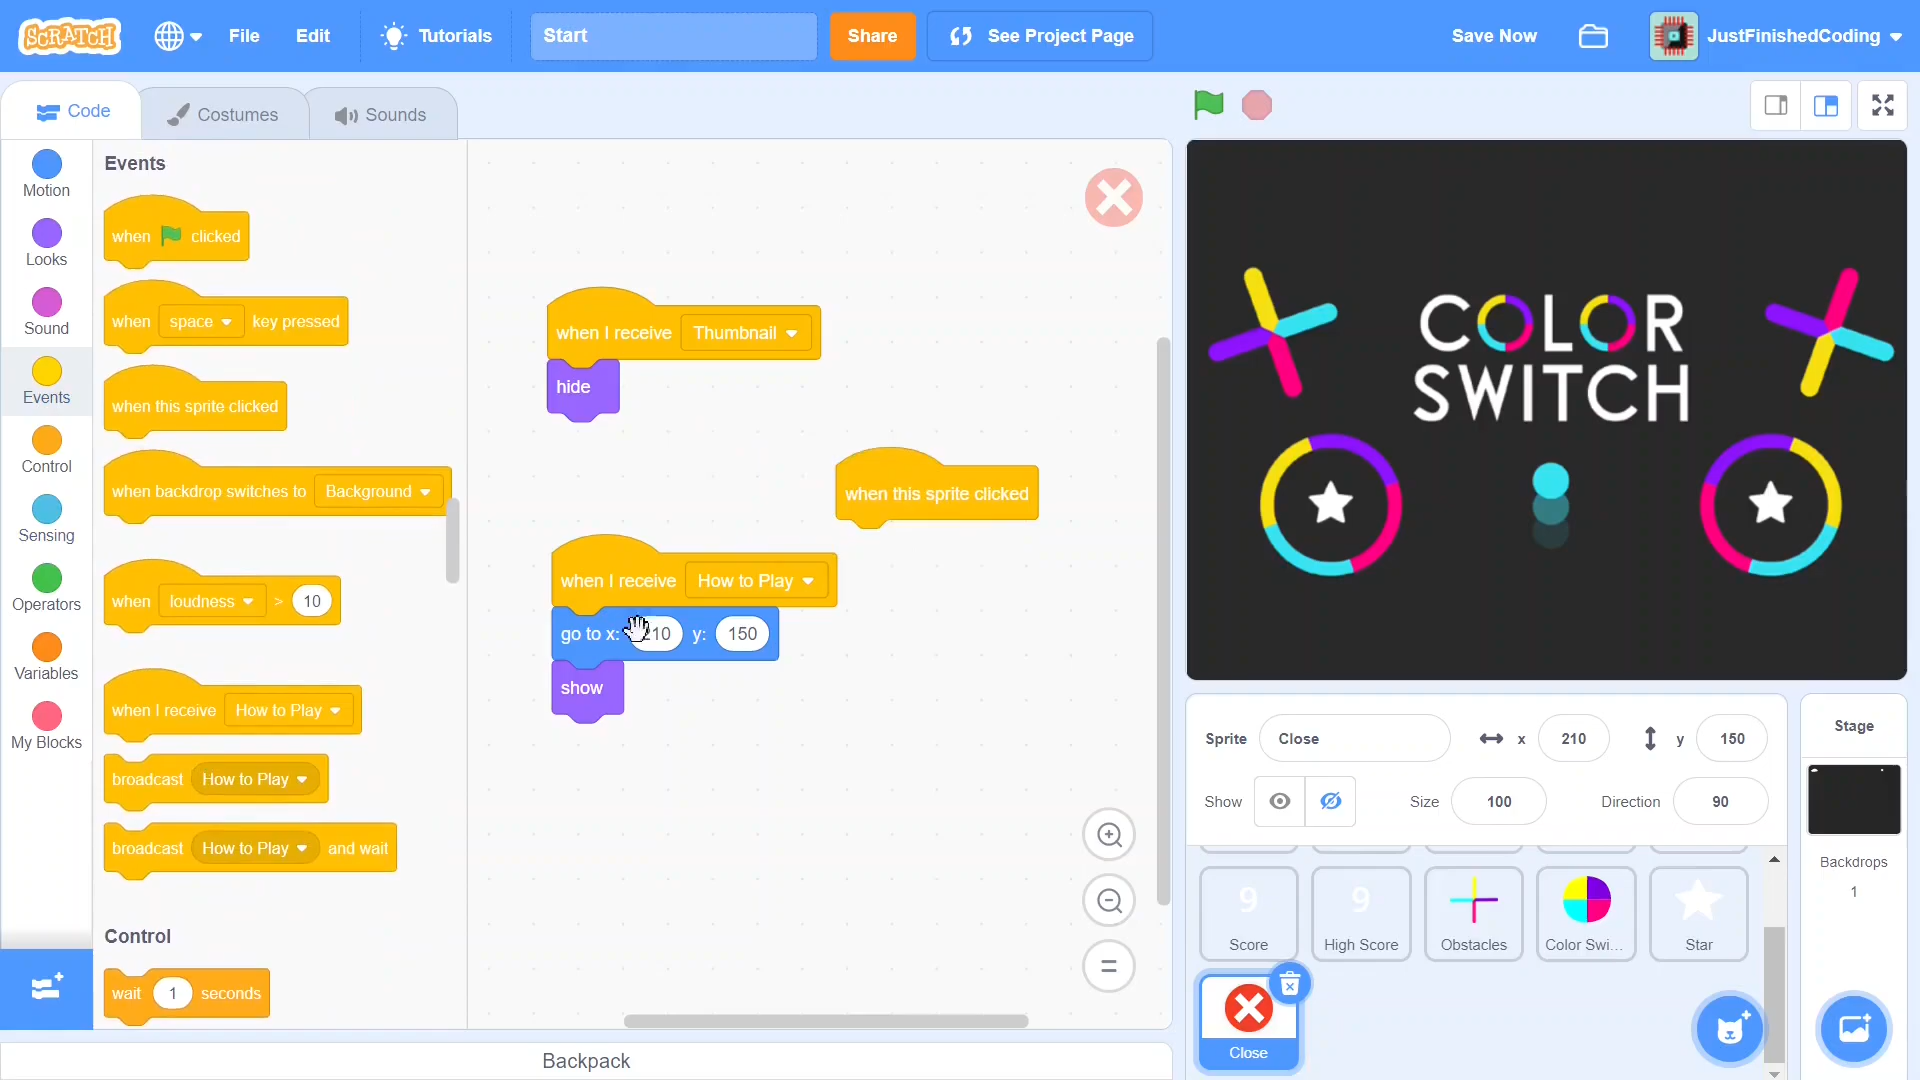 SCRATCH
File
Edit
Tutorials
Start
Share
See Project Page
Save Now
JustFinishedCoding
Code
Costumes
Sounds
Motion
Looks
Sound
Events
Control
Sensing
Operators
Variables
My Blocks
Events
when clicked
when space key pressed
when this sprite clicked
when backdrop switches to Background
when loudness > 10
when I receive How to Play
broadcast How to Play
broadcast How to Play and wait
Control
wait 1 seconds
when I receive Thumbnail
hide
when this sprite clicked
when I receive How to Play
go to x: 210 y: 150
show
Backpack
COLOR
SWITCH
Sprite Close x 210 y 150
Show Size 100 Direction 90
9
Score
9
High Score
Obstacles
Color Swi...
Star
Close
Stage
Backdrops
1